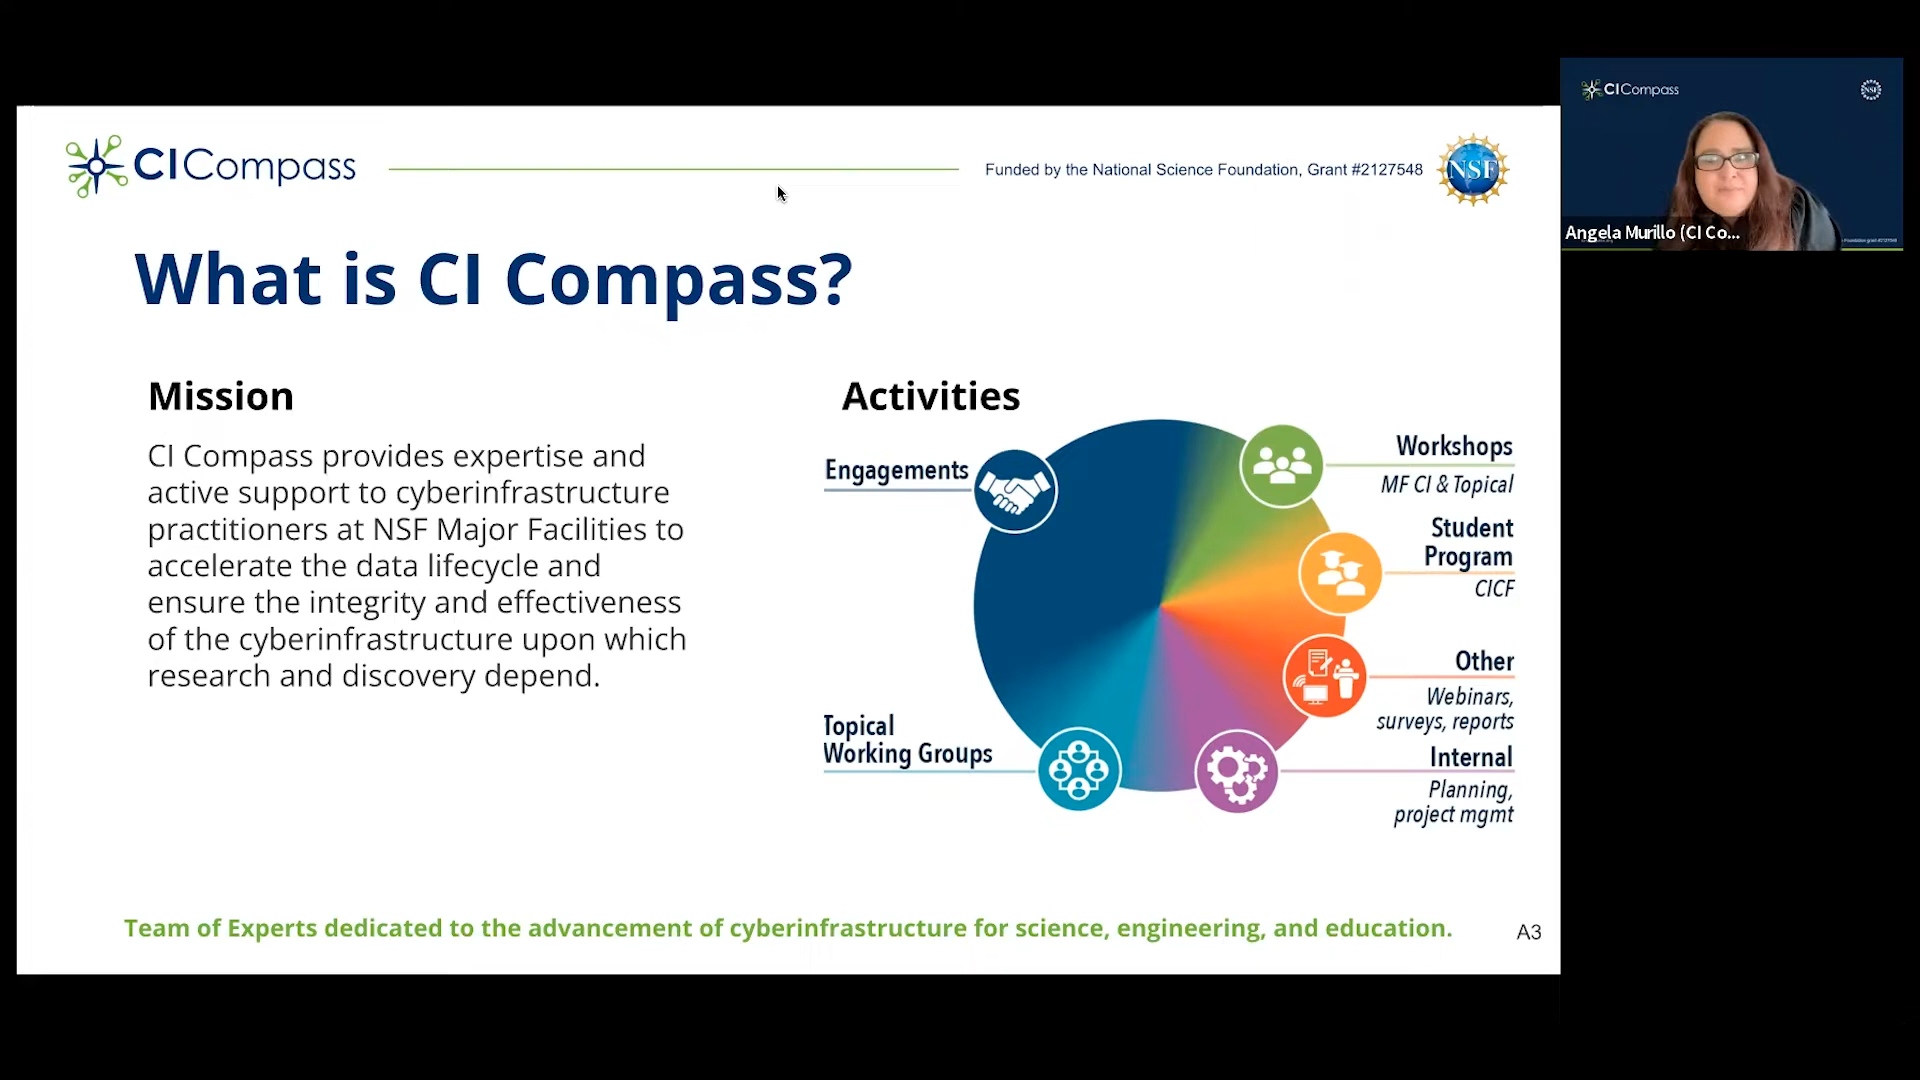 CICompass
Funded by the National Science Foundation, Grant #2127548
NSF
What is CI Compass?
Mission
CI Compass provides expertise and
active support to cyberinfrastructure
practitioners at NSF Major Facilities to
accelerate the data lifecycle and
ensure the integrity and effectiveness
of the cyberinfrastructure upon which
research and discovery depend.
Activities
Engagements
Topical
Working Groups
Workshops
MF CI & Topical
Student
Program
CICF
Other
Webinars,
surveys, reports
Internal
Planning,
project mgmt
Team of Experts dedicated to the advancement of cyberinfrastructure for science, engineering, and education.
A3
CICompass
NSF
Angela Murillo (CI Co...